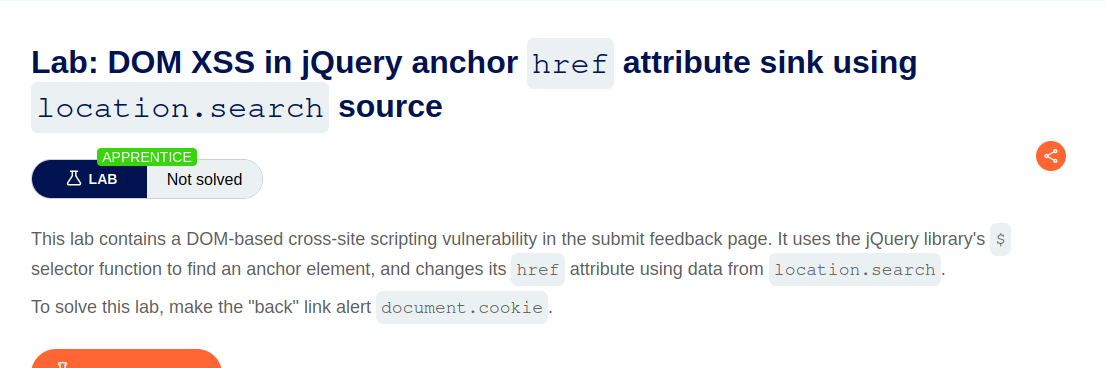 Lab: DOM XSS in jQuery anchor href attribute sink using
location.search source
APPRENTICE
LAB Not solved
This lab contains a DOM-based cross-site scripting vulnerability in the submit feedback page. It uses the jQuery library's $
selector function to find an anchor element, and changes its href attribute using data from location.search.
To solve this lab, make the "back" link alert document.cookie.